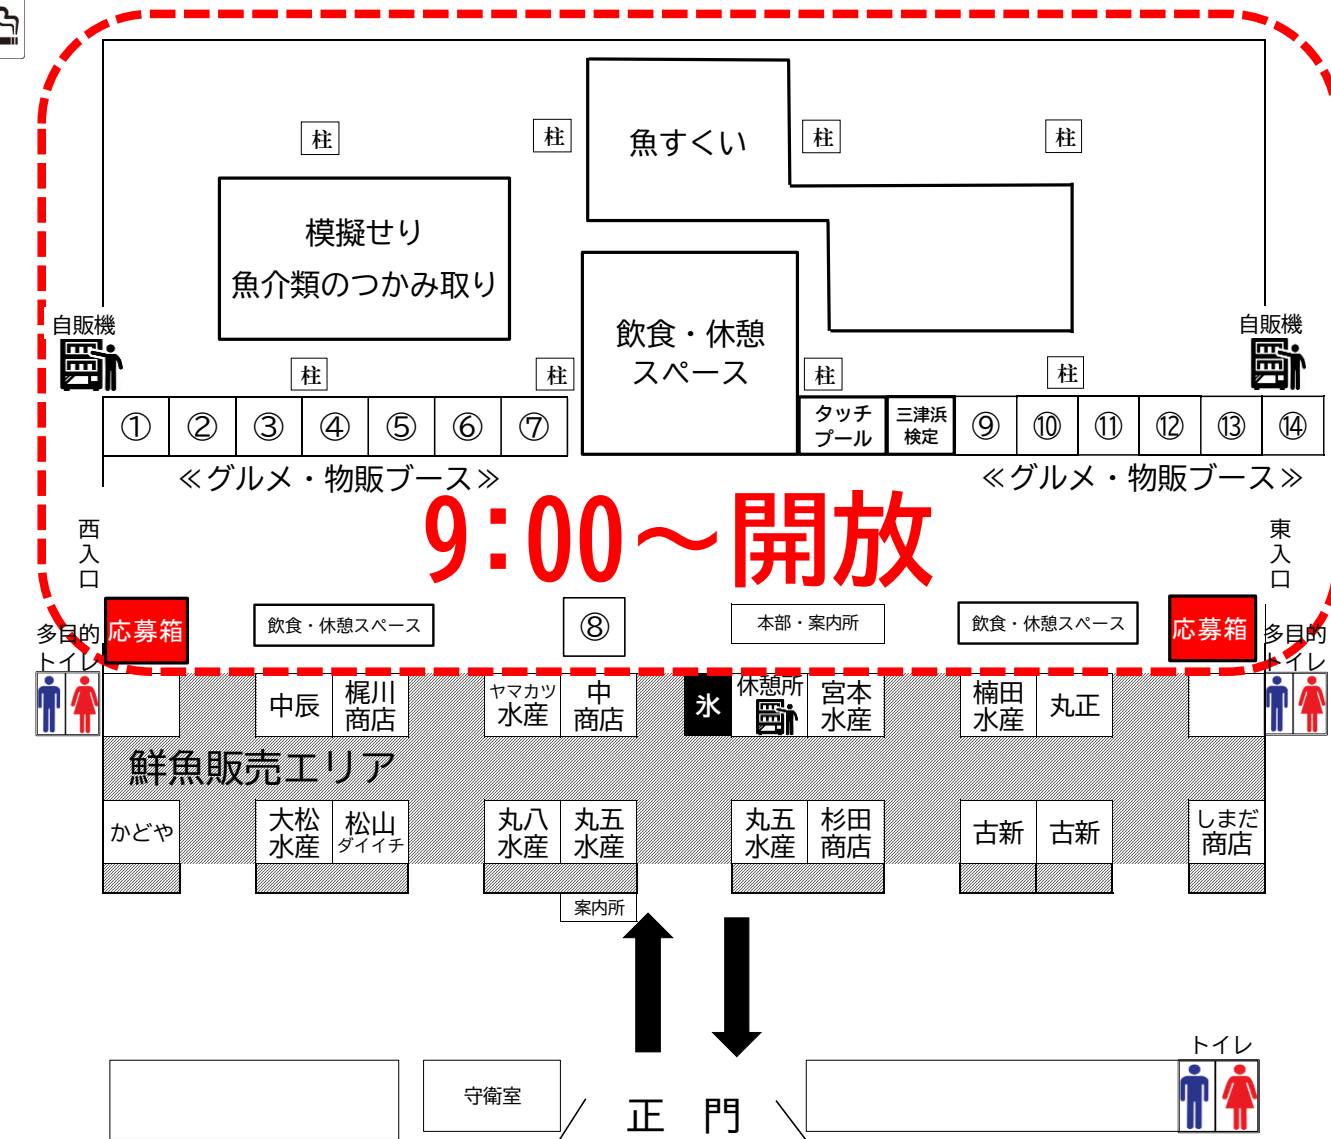 柱
柱
魚すくい
柱
柱
模擬せり
魚介類のつかみ取り
飲食・休憩
スペース
自販機
自販機
柱
柱
柱
柱
① ② ③ ④ ⑤ ⑥ ⑦
タッチ
プール
三津浜
検定
⑨ ⑩ ⑪ ⑫ ⑬ ⑭
≪グルメ・物販ブース≫
≪グルメ・物販ブース≫
9:00～開放
西入口
東入口
応募箱
飲食・休憩スペース
⑧
本部・案内所
飲食・休憩スペース
応募箱
多目的
トイレ
多目的
トイレ
中辰
梶川
商店
ヤマカツ
水産
中
商店
氷
休憩所
宮本
水産
楠田
水産
丸正
鮮魚販売エリア
かどや
大松
水産
松山
ダイイチ
丸八
水産
丸五
水産
丸五
水産
杉田
商店
古新
古新
しまだ
商店
案内所
トイレ
守衛室
正 門